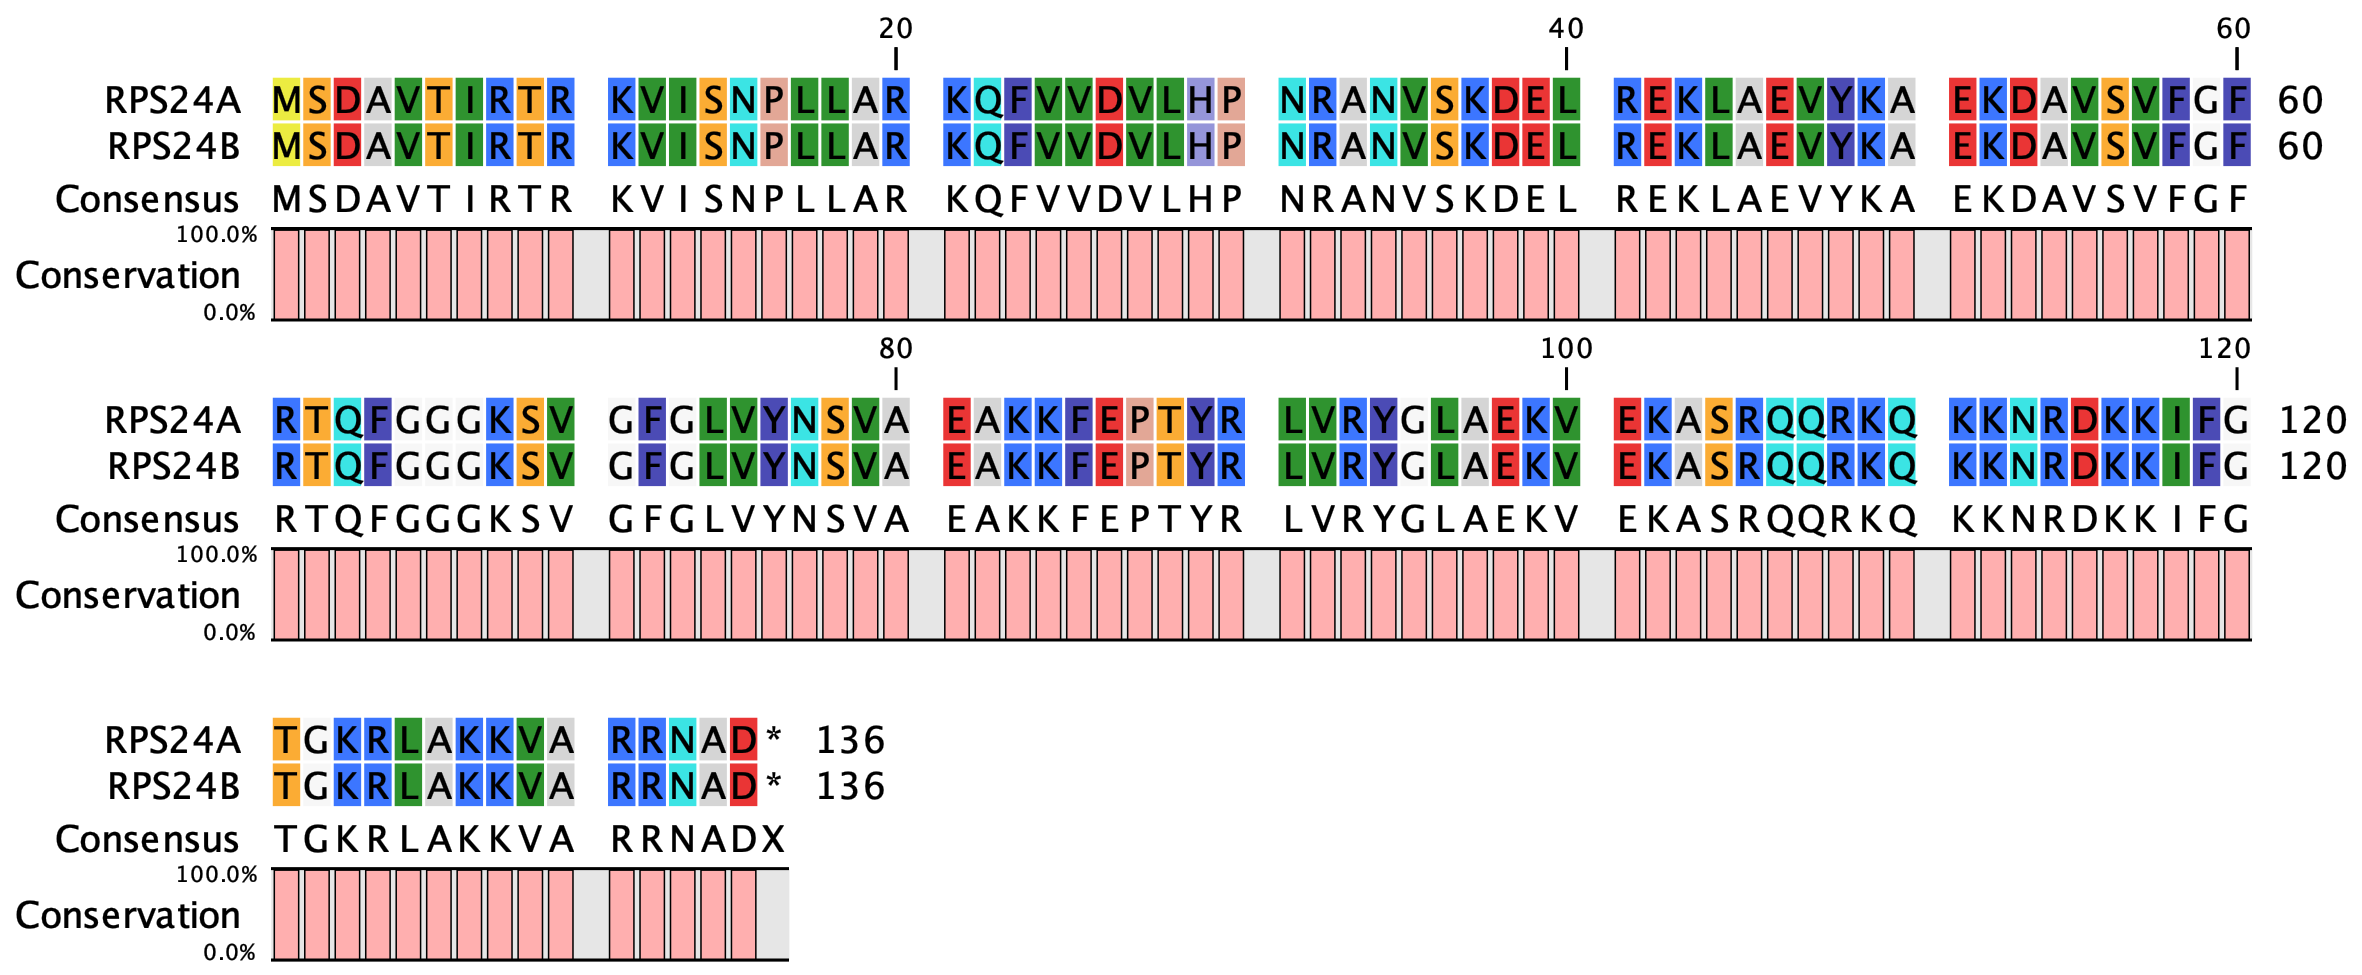 20 40 60
RPS24A MSDAVTIRTR KVISNPLLAR KQFVVDVLHP NRANVSKDEL REKLAEVYKA EKDAVSVFGF 60
RPS24B MSDAVTIRTR KVISNPLLAR KQFVVDVLHP NRANVSKDEL REKLAEVYKA EKDAVSVFGF 60
Consensus MSDAVTIRTR KVISNPLLAR KQFVVDVLHP NRANVSKDEL REKLAEVYKA EKDAVSVFGF
100.0%
Conservation
0.0%
80 100 120
RPS24A RTQFGGGKSV GFGLVYNSVA EAKKFEPTYR LVRYGLAEKV EKASRQQRKQ KKNRDKKIFG 120
RPS24B RTQFGGGKSV GFGLVYNSVA EAKKFEPTYR LVRYGLAEKV EKASRQQRKQ KKNRDKKIFG 120
Consensus RTQFGGGKSV GFGLVYNSVA EAKKFEPTYR LVRYGLAEKV EKASRQQRKQ KKNRDKKIFG
100.0%
Conservation
0.0%
RPS24A TGKRLAKKVA RRNAD* 136
RPS24B TGKRLAKKVA RRNAD* 136
Consensus TGKRLAKKVA RRNADX
100.0%
Conservation
0.0%